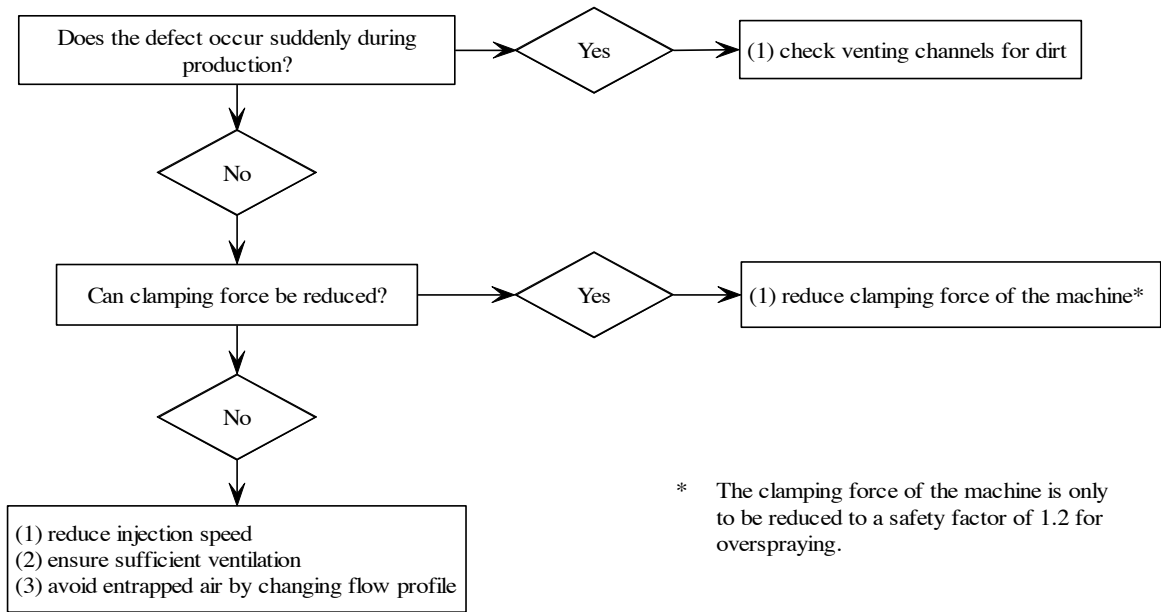 Does the defect occur suddenly during
production?
Yes
(1) check venting channels for dirt
No
Can clamping force be reduced?
Yes
(1) reduce clamping force of the machine*
No
(1) reduce injection speed
(2) ensure sufficient ventilation
(3) avoid entrapped air by changing flow profile
* The clamping force of the machine is only
to be reduced to a safety factor of 1.2 for
overspraying.